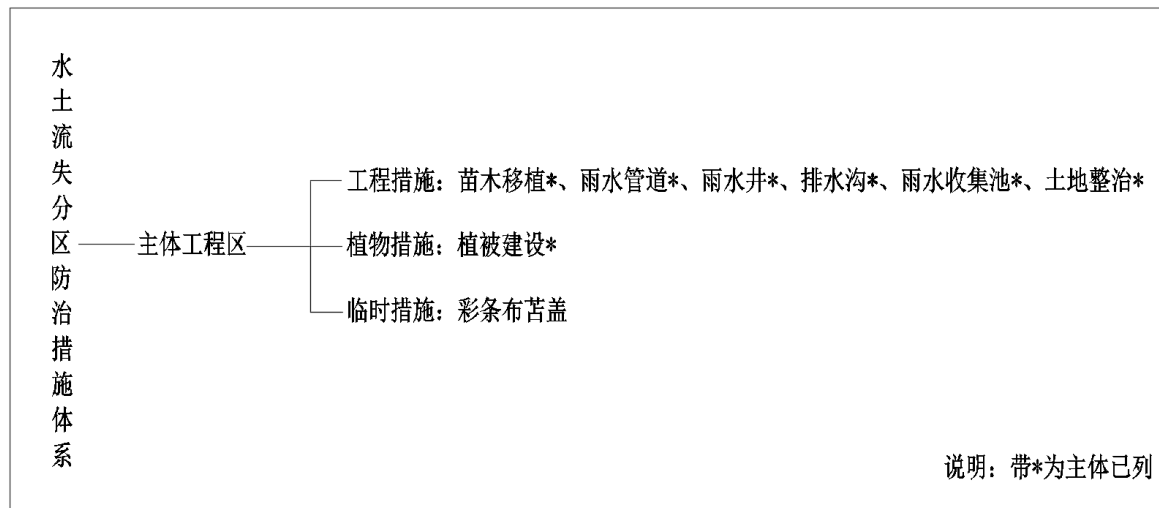 水土流失分区防治措施体系
主体工程区
工程措施：苗木移植*、雨水管道*、雨水井*、排水沟*、雨水收集池*、土地整治*
植物措施：植被建设*
临时措施：彩条布苫盖
说明：带*为主体已列